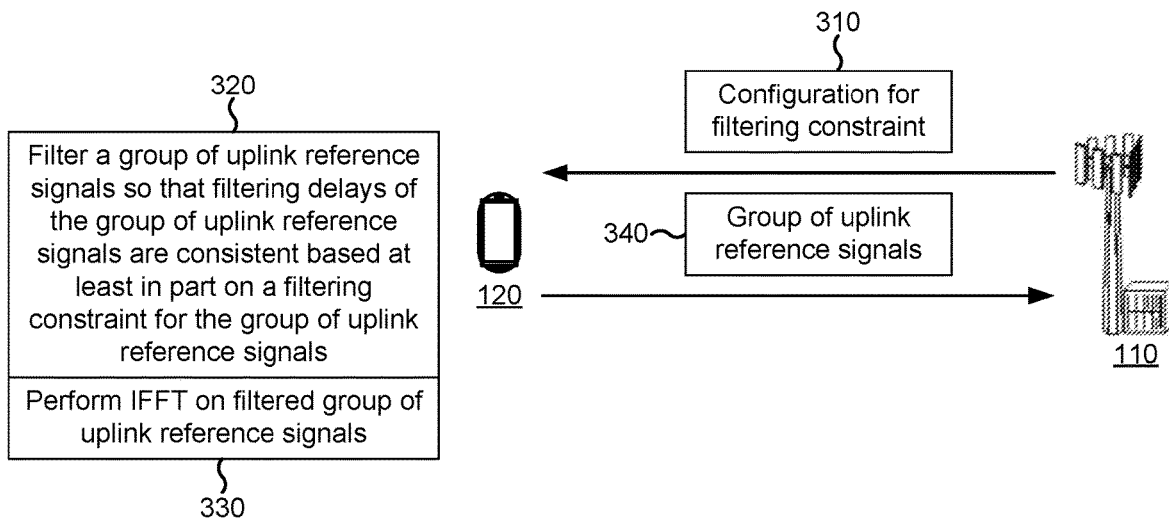 310
Configuration for
filtering constraint
320
Filter a group of uplink reference
signals so that filtering delays of
the group of uplink reference
signals are consistent based at
least in part on a filtering
constraint for the group of uplink
reference signals
Perform IFFT on filtered group of
uplink reference signals
330
340
Group of uplink
reference signals
120
110